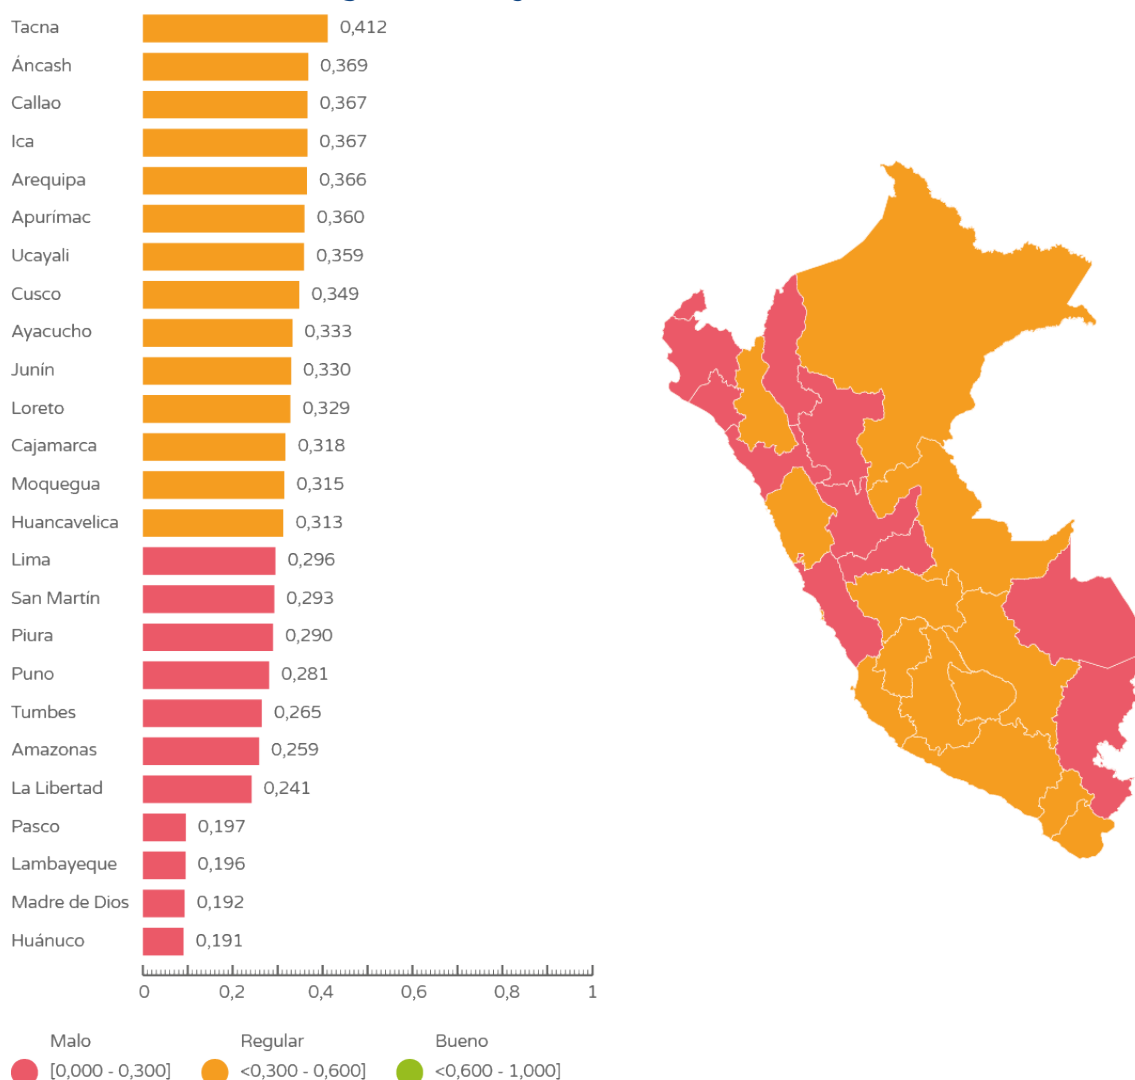 Tacna 0,412
Áncash 0,369
Callao 0,367
Ica 0,367
Arequipa 0,366
Apurímac 0,360
Ucayali 0,359
Cusco 0,349
Ayacucho 0,333
Junín 0,330
Loreto 0,329
Cajamarca 0,318
Moquegua 0,315
Huancavelica 0,313
Lima 0,296
San Martín 0,293
Piura 0,290
Puno 0,281
Tumbes 0,265
Amazonas 0,259
La Libertad 0,241
Pasco 0,197
Lambayeque 0,196
Madre de Dios 0,192
Huánuco 0,191
0 0,2 0,4 0,6 0,8 1
Malo Regular Bueno
[0,000 - 0,300] <0,300 - 0,600] <0,600 - 1,000]